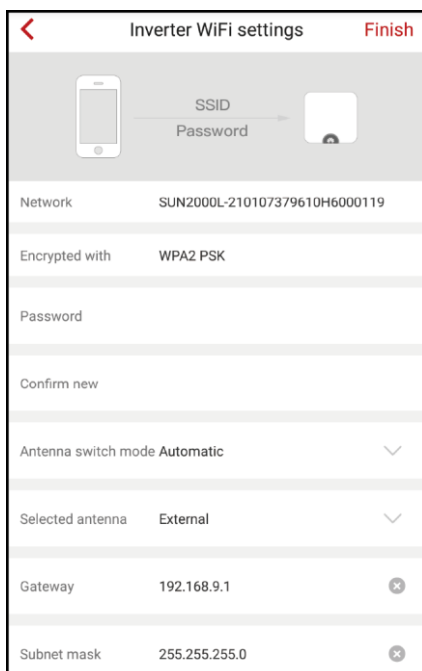 Inverter WiFi settings Finish
SSID
Password
Network SUN2000L-210107379610H6000119
Encrypted with WPA2 PSK
Password
Confirm new
Antenna switch mode Automatic
Selected antenna External
Gateway 192.168.9.1
Subnet mask 255.255.255.0